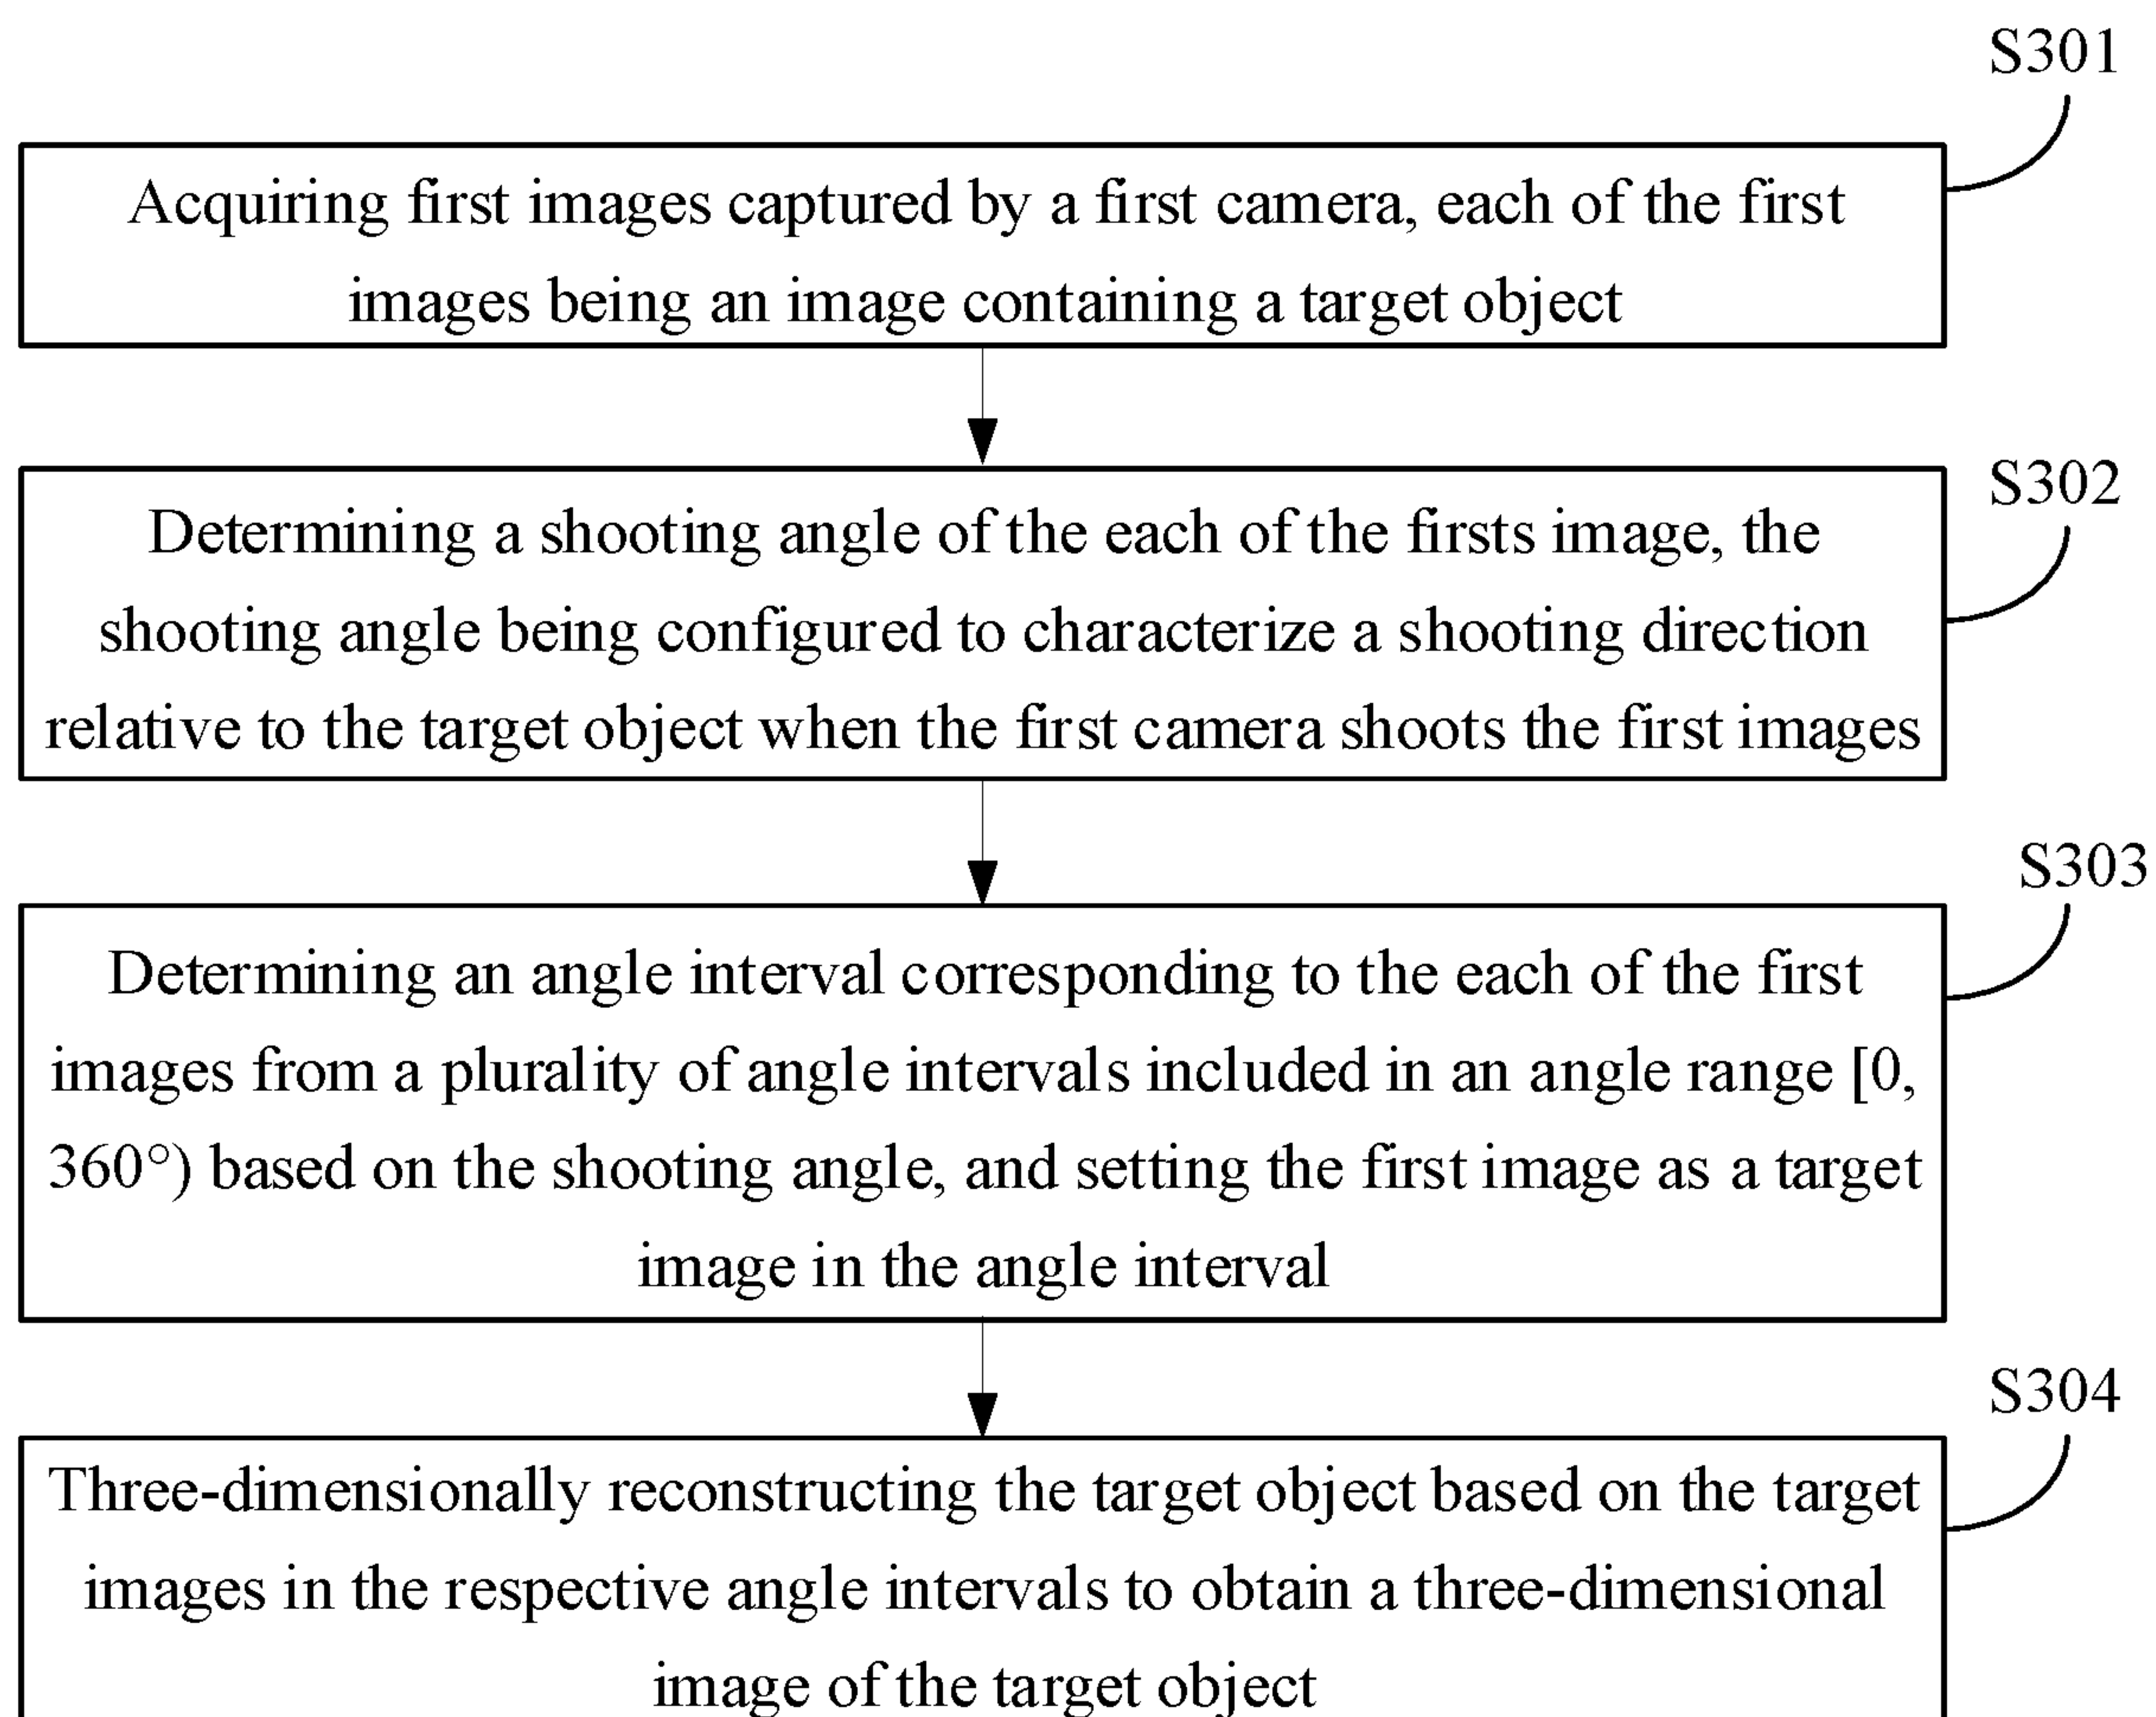 S301
Acquiring first images captured by a first camera, each of the first
images being an image containing a target object
S302
Determining a shooting angle of the each of the firsts image, the
shooting angle being configured to characterize a shooting direction
relative to the target object when the first camera shoots the first images
S303
Determining an angle interval corresponding to the each of the first
images from a plurality of angle intervals included in an angle range [0,
360°) based on the shooting angle, and setting the first image as a target
image in the angle interval
S304
Three-dimensionally reconstructing the target object based on the target
images in the respective angle intervals to obtain a three-dimensional
image of the target object